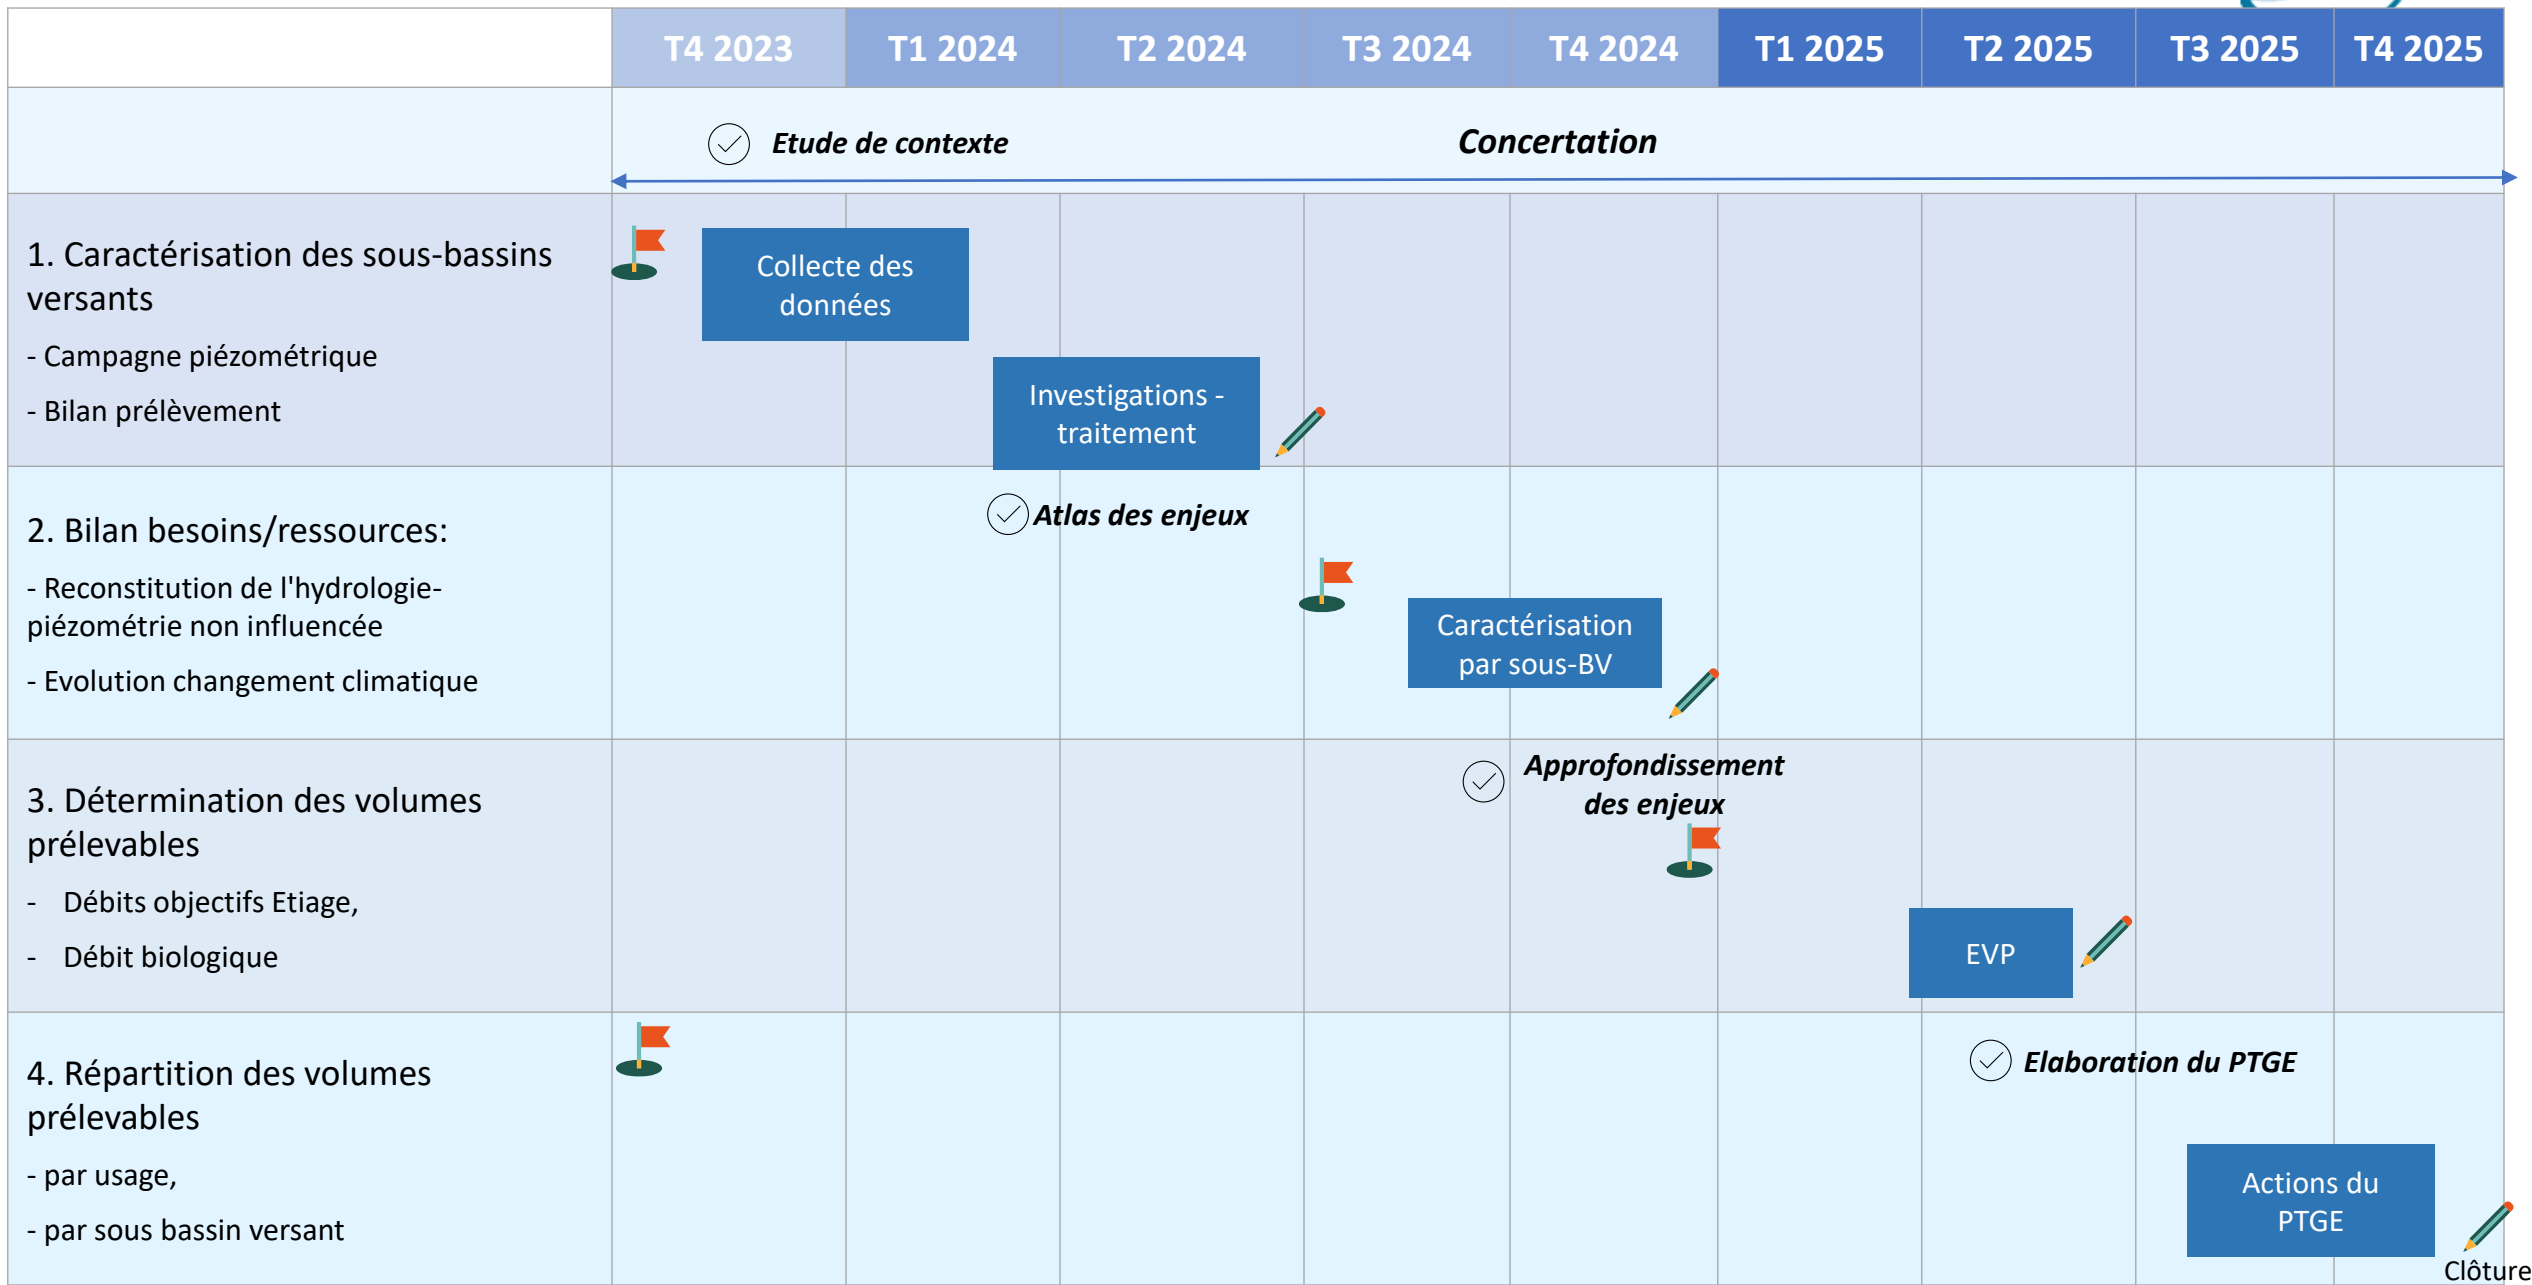 T4 2023 T1 2024 T2 2024 T3 2024 T4 2024 T1 2025 T2 2025 T3 2025 T4 2025
Etude de contexte
Concertation
1. Caractérisation des sous-bassins
versants
- Campagne piézométrique
- Bilan prélèvement
Collecte des
données
Investigations -
traitement
2. Bilan besoins/ressources:
- Reconstitution de l'hydrologie-
piézométrie non influencée
- Evolution changement climatique
Atlas des enjeux
Caractérisation
par sous-BV
3. Détermination des volumes
prélevables
- Débits objectifs Etiage,
- Débit biologique
Approfondissement
des enjeux
EVP
4. Répartition des volumes
prélevables
- par usage,
- par sous bassin versant
Elaboration du PTGE
Actions du
PTGE
Clôture